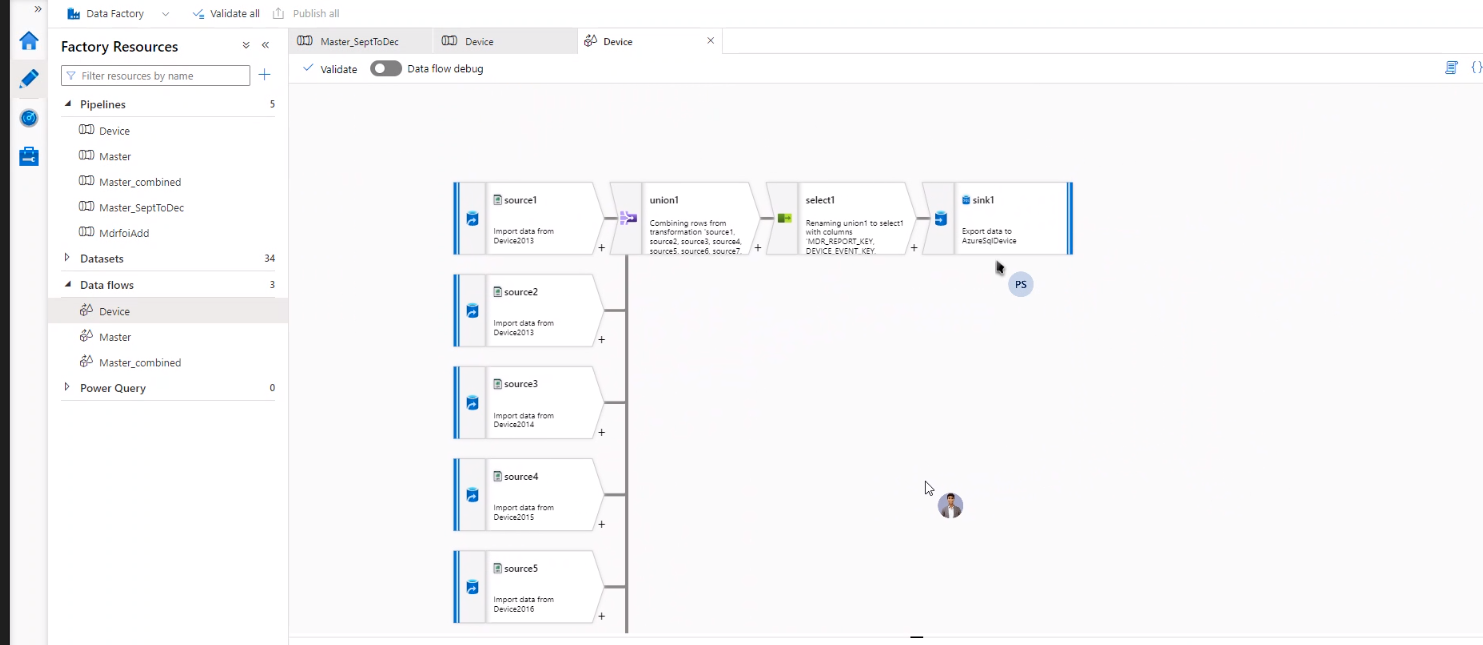 »
Data Factory
Validate all
Publish all
Factory Resources
«
Filter resources by name
+
Pipelines 5
Device
Master
Master_combined
Master_SeptToDec
MdrfoiAdd
Datasets 34
Data flows 3
Device
Master
Master_combined
Power Query 0
Master_SeptToDec
Device
Device
×
Validate
Data flow debug
{}
source1
Import data from
Device2013
+
union1
Combining rows from
transformation 'source1,
source2, source3, source4,
source5, source6, source7,
+
select1
Renaming union1 to select1
with columns
'MDR_REPORT_KEY,
DEVICE_EVENT_KEY,
+
sink1
Export data to
AzureSqlDevice
PS
source2
Import data from
Device2013
+
source3
Import data from
Device2014
+
source4
Import data from
Device2015
+
source5
Import data from
Device2016
+